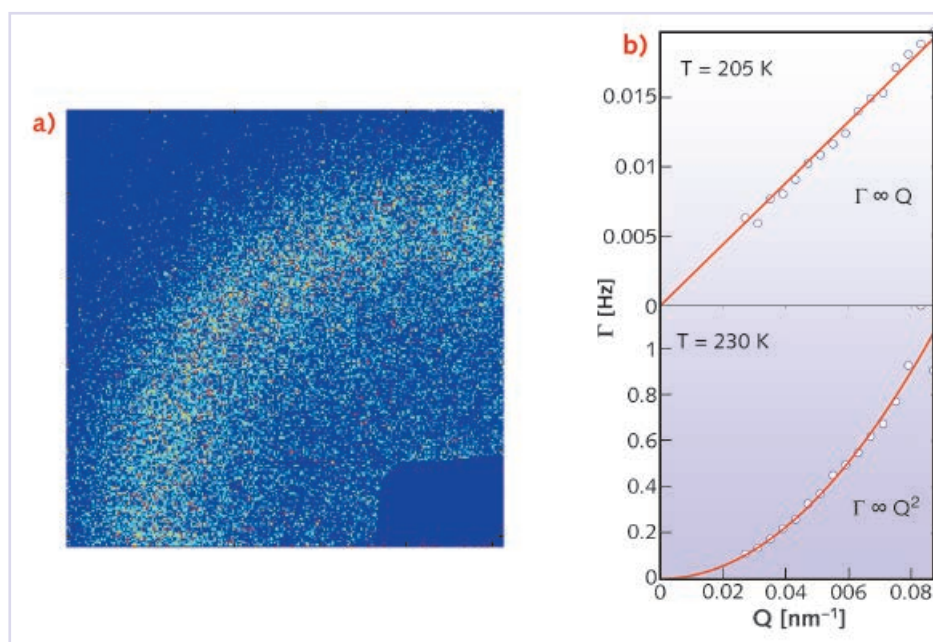 a)
b)
T = 205 K
0.015
0.01
0.005
0
Γ ∞ Q
Γ [Hz]
T = 230 K
1
0.8
0.6
0.4
0.2
0
Γ ∞ Q²
0 0.02 0.04 006 0.08
Q [nm⁻¹]